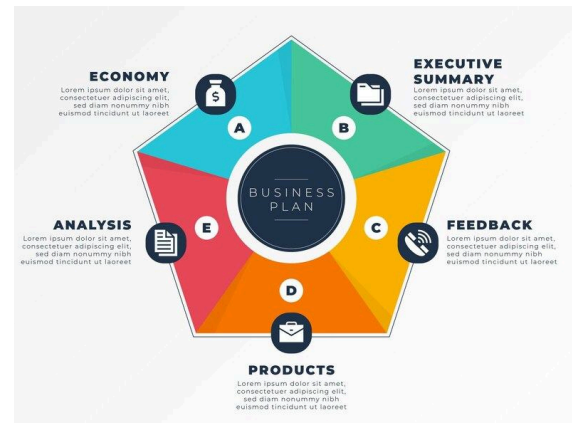 ECONOMY
Lorem ipsum dolor sit amet,
consectetuer adipiscing elit,
sed diam nonummy nibh
euismod tincidunt ut laoreet
EXECUTIVE
SUMMARY
Lorem ipsum dolor sit amet,
consectetuer adipiscing elit,
sed diam nonummy nibh
euismod tincidunt ut laoreet
A
B
$
BUSINESS
PLAN
ANALYSIS
Lorem ipsum dolor sit amet,
consectetuer adipiscing elit,
sed diam nonummy nibh
euismod tincidunt ut laoreet
E
C
FEEDBACK
Lorem ipsum dolor sit amet,
consectetuer adipiscing elit,
sed diam nonummy nibh
euismod tincidunt ut laoreet
D
PRODUCTS
Lorem ipsum dolor sit amet,
consectetuer adipiscing elit,
sed diam nonummy nibh
euismod tincidunt ut laoreet